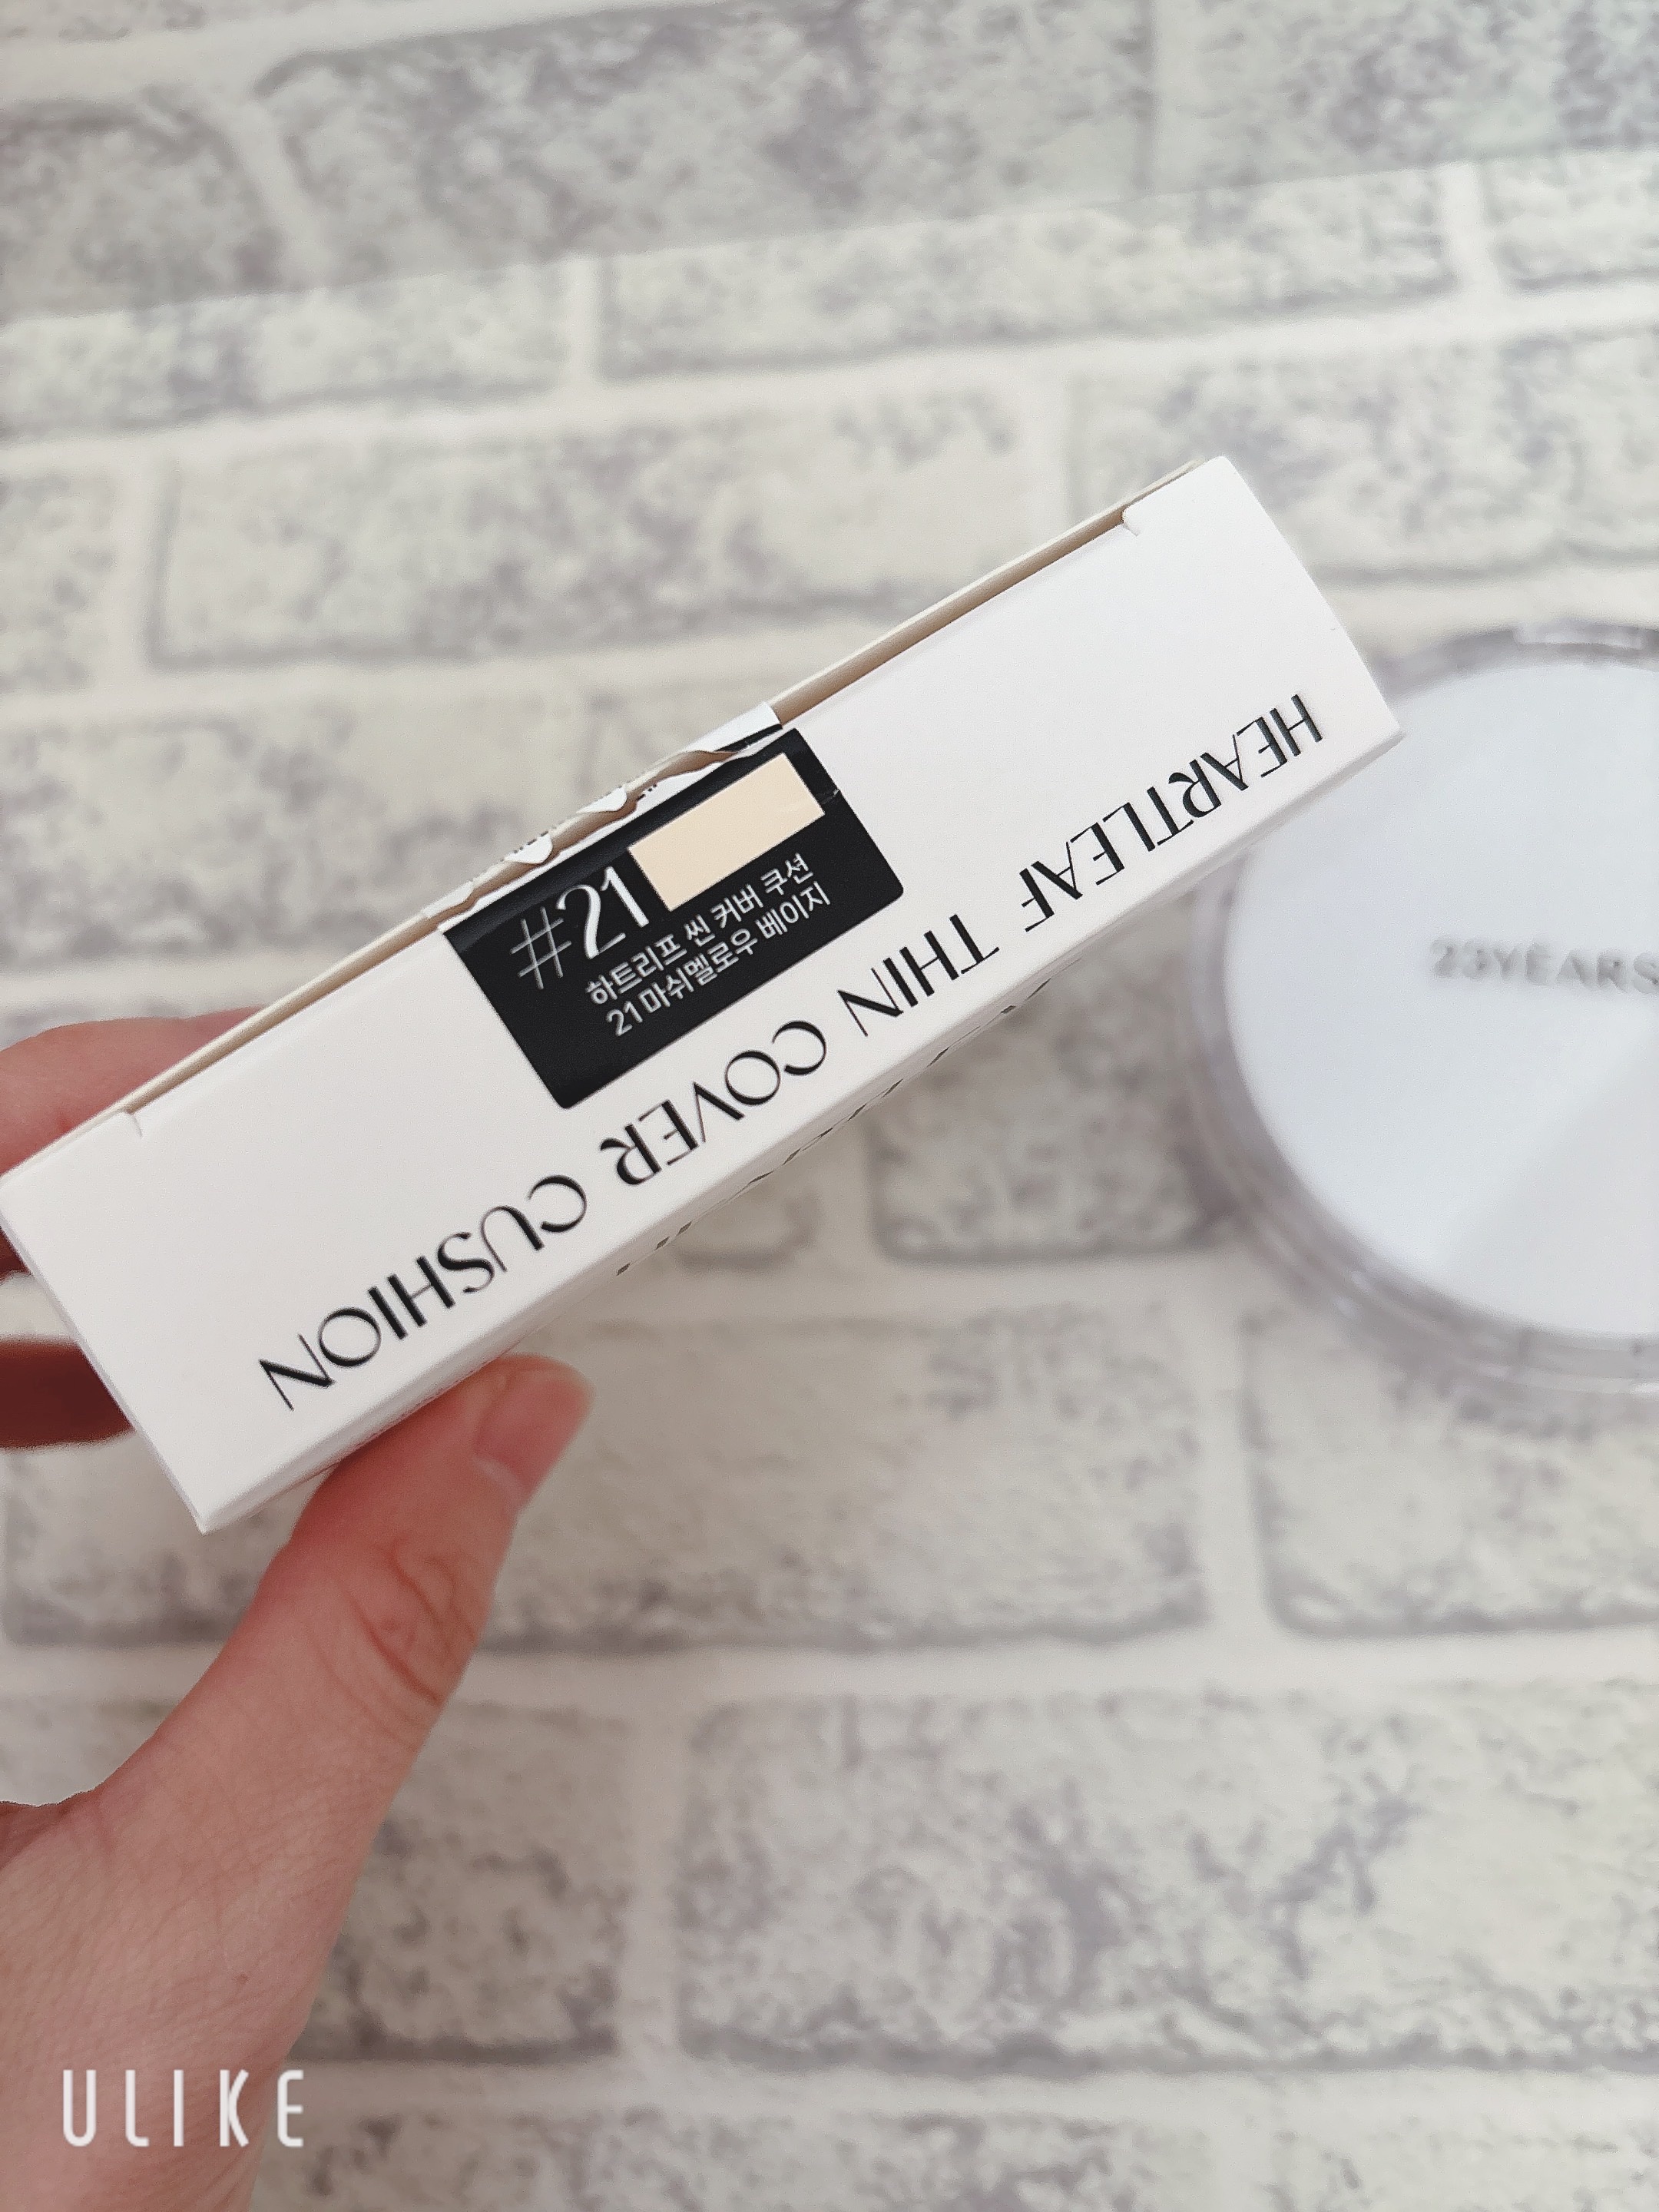 #21
하트리프 씬 커버 쿠션
21 마쉬멜로우 베이지
HEARTLEAF THIN COVER CUSHION
23YEARS
ULIKE